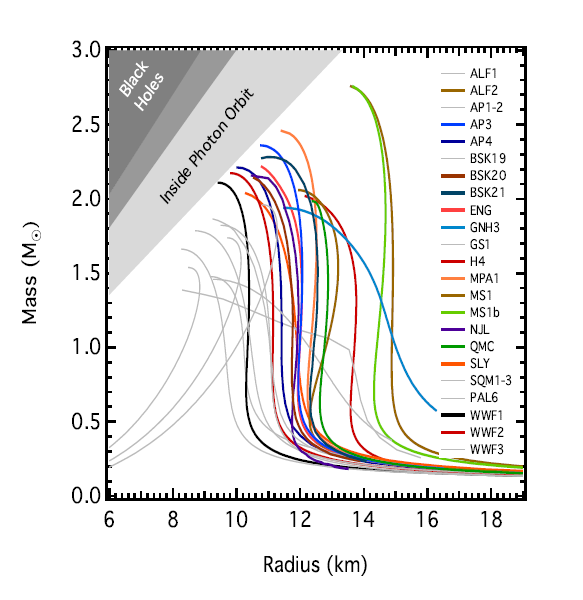 3.0
2.5
2.0
1.5
1.0
0.5
0.0
Mass (M☉)
Black
Holes
Inside Photon Orbit
ALF1
ALF2
AP1-2
AP3
AP4
BSK19
BSK20
BSK21
ENG
GNH3
GS1
H4
MPA1
MS1
MS1b
NJL
QMC
SLY
SQM1-3
PAL6
WWF1
WWF2
WWF3
6 8 10 12 14 16 18
Radius (km)